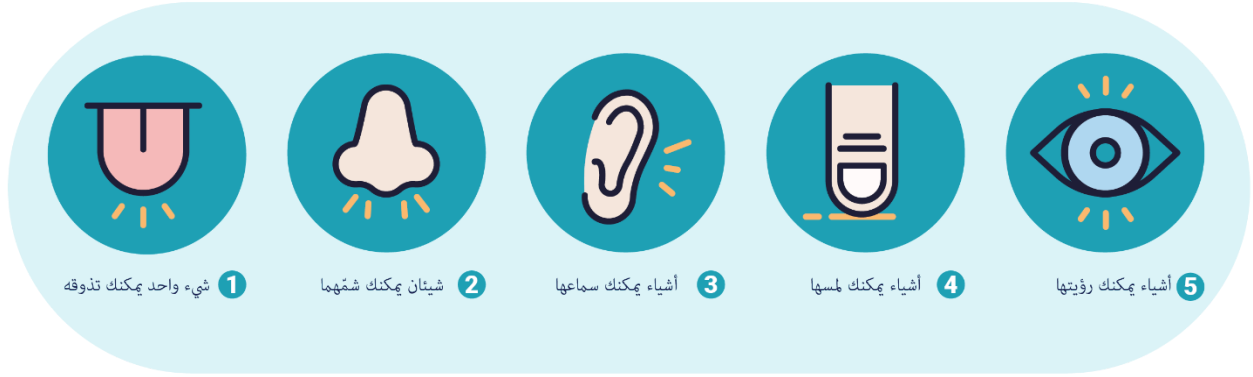 5 أشياء يمكنك رؤيتها
4 أشياء يمكنك لمسها
3 أشياء يمكنك سماعها
2 شيئان يمكنك شمّهما
1 شيء واحد يمكنك تذوقه